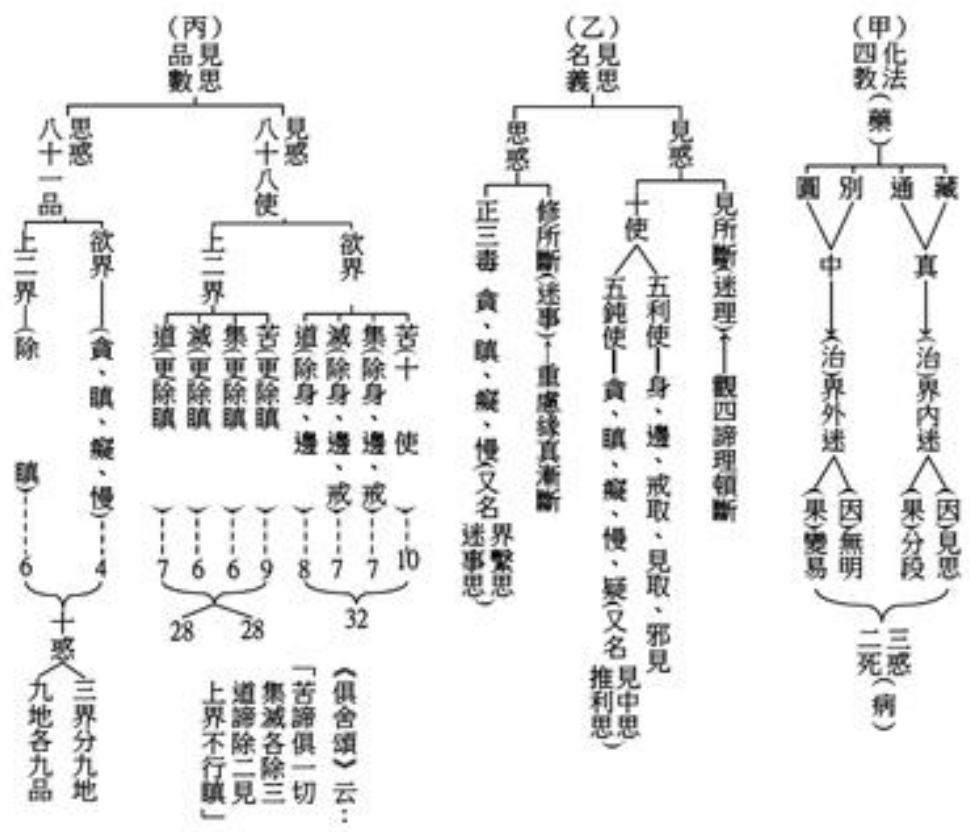 （甲）
化法
四教
（藥）
藏
通
別
圓
真
中
（治）界內迷
（治）界外迷
（因）見思
（果）分段
（因）無明
（果）變易
三惑
二死
（病）
（乙）
見思
名義
見惑
見所斷（迷理）
觀四諦理頓斷
十使
五利使
身、邊、戒取、見取、邪見
五鈍使
貪、瞋、癡、慢、疑（又名
見中思
推利思）
思惑
修所斷（迷事）
重慮緣真漸斷
正三毒 貪、瞋、癡、慢（又名
界繫思
迷事思）
（丙）
見思
品數
見惑
八十八使
欲界
苦（十 使 ） 10
集（除身、邊、戒） 7
滅（除身、邊、戒） 7
道（除身、邊、 ） 8
32
上二界
苦（更除瞋 ） 9
集（更除瞋 ） 6
滅（更除瞋 ） 6
道（更除瞋 ） 7
28
28
思惑
八十一品
欲界
（貪、瞋、癡、慢） 4
上二界
（除 瞋） 6
十惑
三界分九地
九地各九品
《俱舍頌》云：
「苦諦俱一切
集滅各除三
道諦除二見
上界不行瞋」